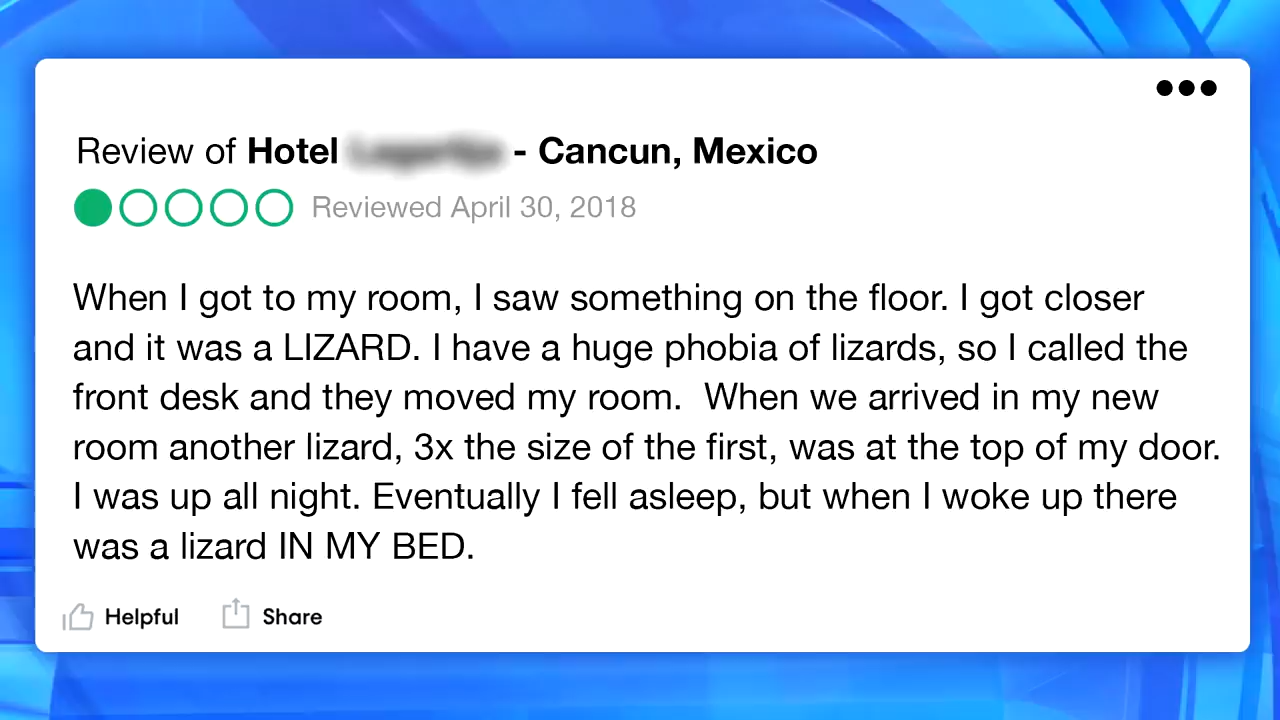 Review of Hotel - Cancun, Mexico
Reviewed April 30, 2018
When I got to my room, I saw something on the floor. I got closer
and it was a LIZARD. I have a huge phobia of lizards, so I called the
front desk and they moved my room.  When we arrived in my new
room another lizard, 3x the size of the first, was at the top of my door.
I was up all night. Eventually I fell asleep, but when I woke up there
was a lizard IN MY BED.
Helpful Share